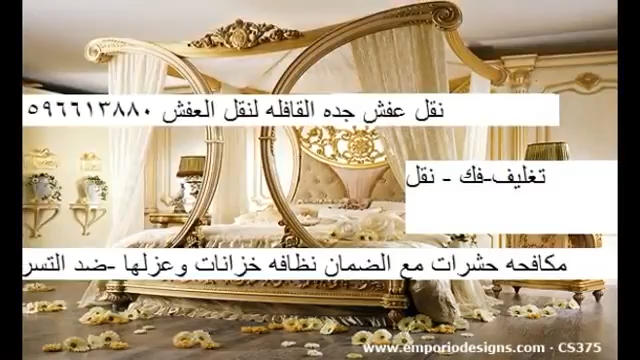 نقل عفش جده القافله لنقل العفش ٥٩٦٦١٣٨٨٠
تغليف-فك - نقل
مكافحه حشرات مع الضمان نظافه خزانات وعزلها -ضد التسر
www.emporiodesigns.com - CS375